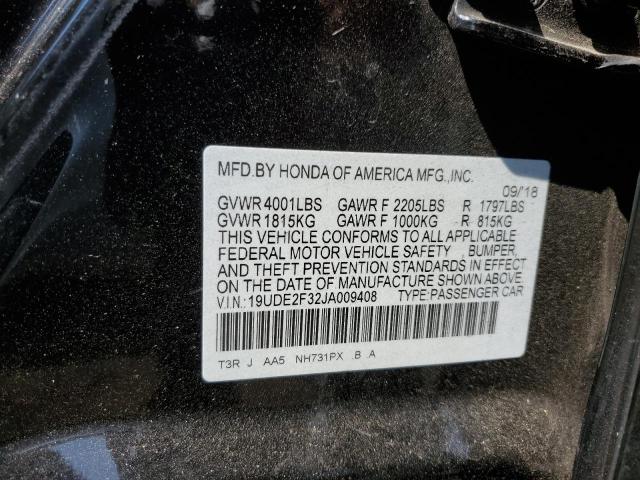 MFD.BY HONDA OF AMERICA MFG.,INC.
09/18
GVWR 4001LBS GAWR F 2205LBS R 1797LBS
GVWR 1815KG GAWR F 1000KG R 815KG
THIS VEHICLE CONFORMS TO ALL APPLICABLE
FEDERAL MOTOR VEHICLE SAFETY , BUMPER,
AND THEFT PREVENTION STANDARDS IN EFFECT
ON THE DATE OF MANUFACTURE SHOWN ABOVE.
V.I.N.: 19UDE2F32JA009408 TYPE:PASSENGER CAR
T3R J AA5 NH731PX .B .A